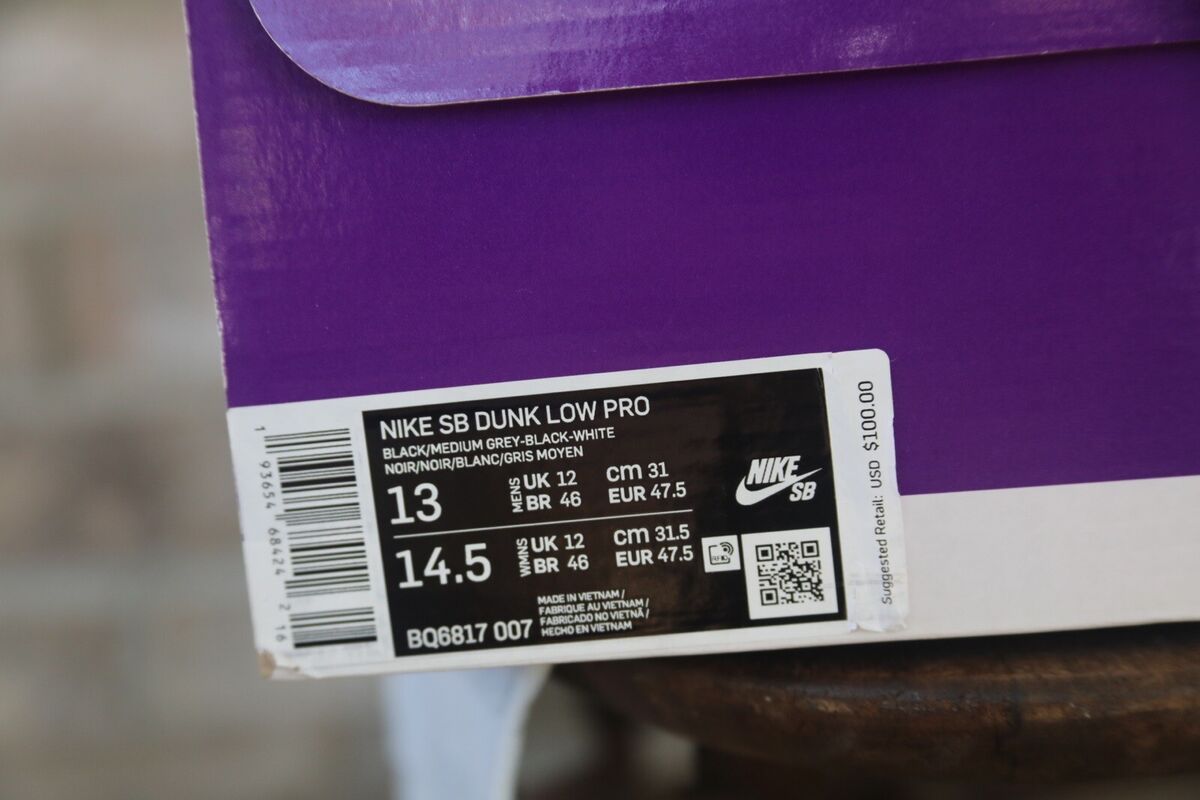 NIKE SB DUNK LOW PRO
BLACK/MEDIUM GREY-BLACK-WHITE
NOIR/NOIR/BLANC/GRIS MOYEN
13 MENS UK 12 CM 31
BR 46 EUR 47.5
14.5 WMNS UK 12 CM 31.5
BR 46 EUR 47.5
BQ6817 007
MADE IN VIETNAM /
FABRIQUE AU VIETNAM /
FABRICADO NO VIETNÃ /
HECHO EN VIETNAM
NIKE
SB
RFID
1 93654 68424 2 16
Suggested Retail: USD $100.00